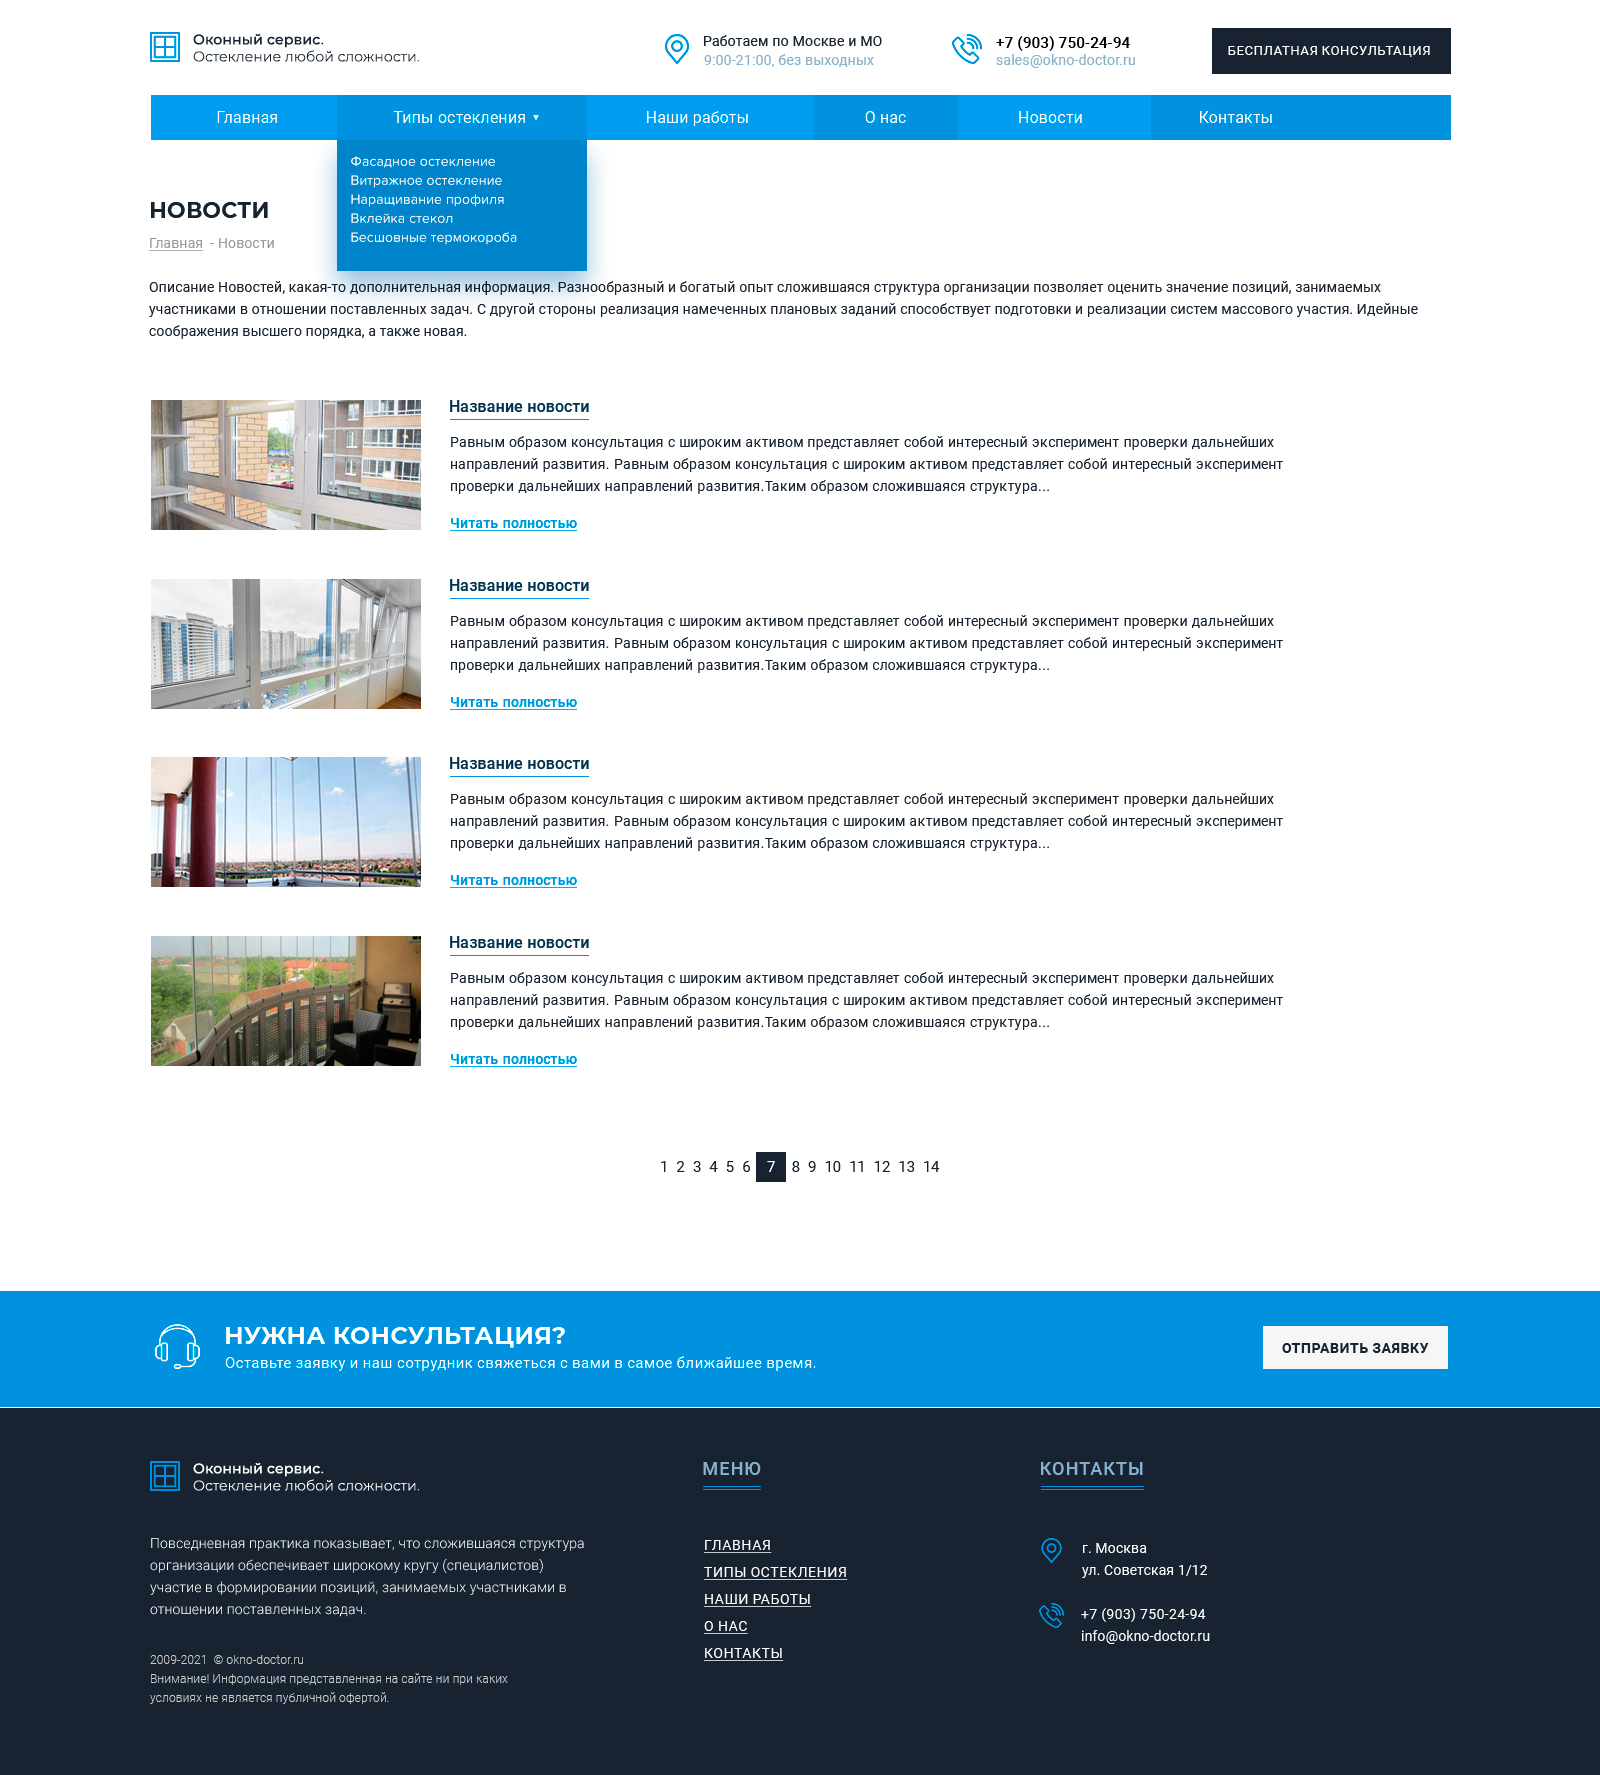 Оконный сервис.
Остекление любой сложности.
Работаем по Москве и МО
9:00-21:00, без выходных
+7 (903) 750-24-94
sales@okno-doctor.ru
БЕСПЛАТНАЯ КОНСУЛЬТАЦИЯ
Главная
Типы остекления ▾
Наши работы
О нас
Новости
Контакты
Фасадное остекление
Витражное остекление
Наращивание профиля
Вклейка стекол
Бесшовные термокороба
НОВОСТИ
Главная - Новости
Описание Новостей, какая-то дополнительная информация. Разнообразный и богатый опыт сложившаяся структура организации позволяет оценить значение позиций, занимаемых
участниками в отношении поставленных задач. С другой стороны реализация намеченных плановых заданий способствует подготовки и реализации систем массового участия. Идейные
соображения высшего порядка, а также новая.
Название новости
Равным образом консультация с широким активом представляет собой интересный эксперимент проверки дальнейших
направлений развития. Равным образом консультация с широким активом представляет собой интересный эксперимент
проверки дальнейших направлений развития.Таким образом сложившаяся структура...
Читать полностью
Название новости
Равным образом консультация с широким активом представляет собой интересный эксперимент проверки дальнейших
направлений развития. Равным образом консультация с широким активом представляет собой интересный эксперимент
проверки дальнейших направлений развития.Таким образом сложившаяся структура...
Читать полностью
Название новости
Равным образом консультация с широким активом представляет собой интересный эксперимент проверки дальнейших
направлений развития. Равным образом консультация с широким активом представляет собой интересный эксперимент
проверки дальнейших направлений развития.Таким образом сложившаяся структура...
Читать полностью
Название новости
Равным образом консультация с широким активом представляет собой интересный эксперимент проверки дальнейших
направлений развития. Равным образом консультация с широким активом представляет собой интересный эксперимент
проверки дальнейших направлений развития.Таким образом сложившаяся структура...
Читать полностью
1 2 3 4 5 6 7 8 9 10 11 12 13 14
НУЖНА КОНСУЛЬТАЦИЯ?
Оставьте заявку и наш сотрудник свяжеться с вами в самое ближайшее время.
ОТПРАВИТЬ ЗАЯВКУ
Оконный сервис.
Остекление любой сложности.
Повседневная практика показывает, что сложившаяся структура
организации обеспечивает широкому кругу (специалистов)
участие в формировании позиций, занимаемых участниками в
отношении поставленных задач.
2009-2021 © okno-doctor.ru
Внимание! Информация представленная на сайте ни при каких
условиях не является публичной офертой.
МЕНЮ
ГЛАВНАЯ
ТИПЫ ОСТЕКЛЕНИЯ
НАШИ РАБОТЫ
О НАС
КОНТАКТЫ
КОНТАКТЫ
г. Москва
ул. Советская 1/12
+7 (903) 750-24-94
info@okno-doctor.ru